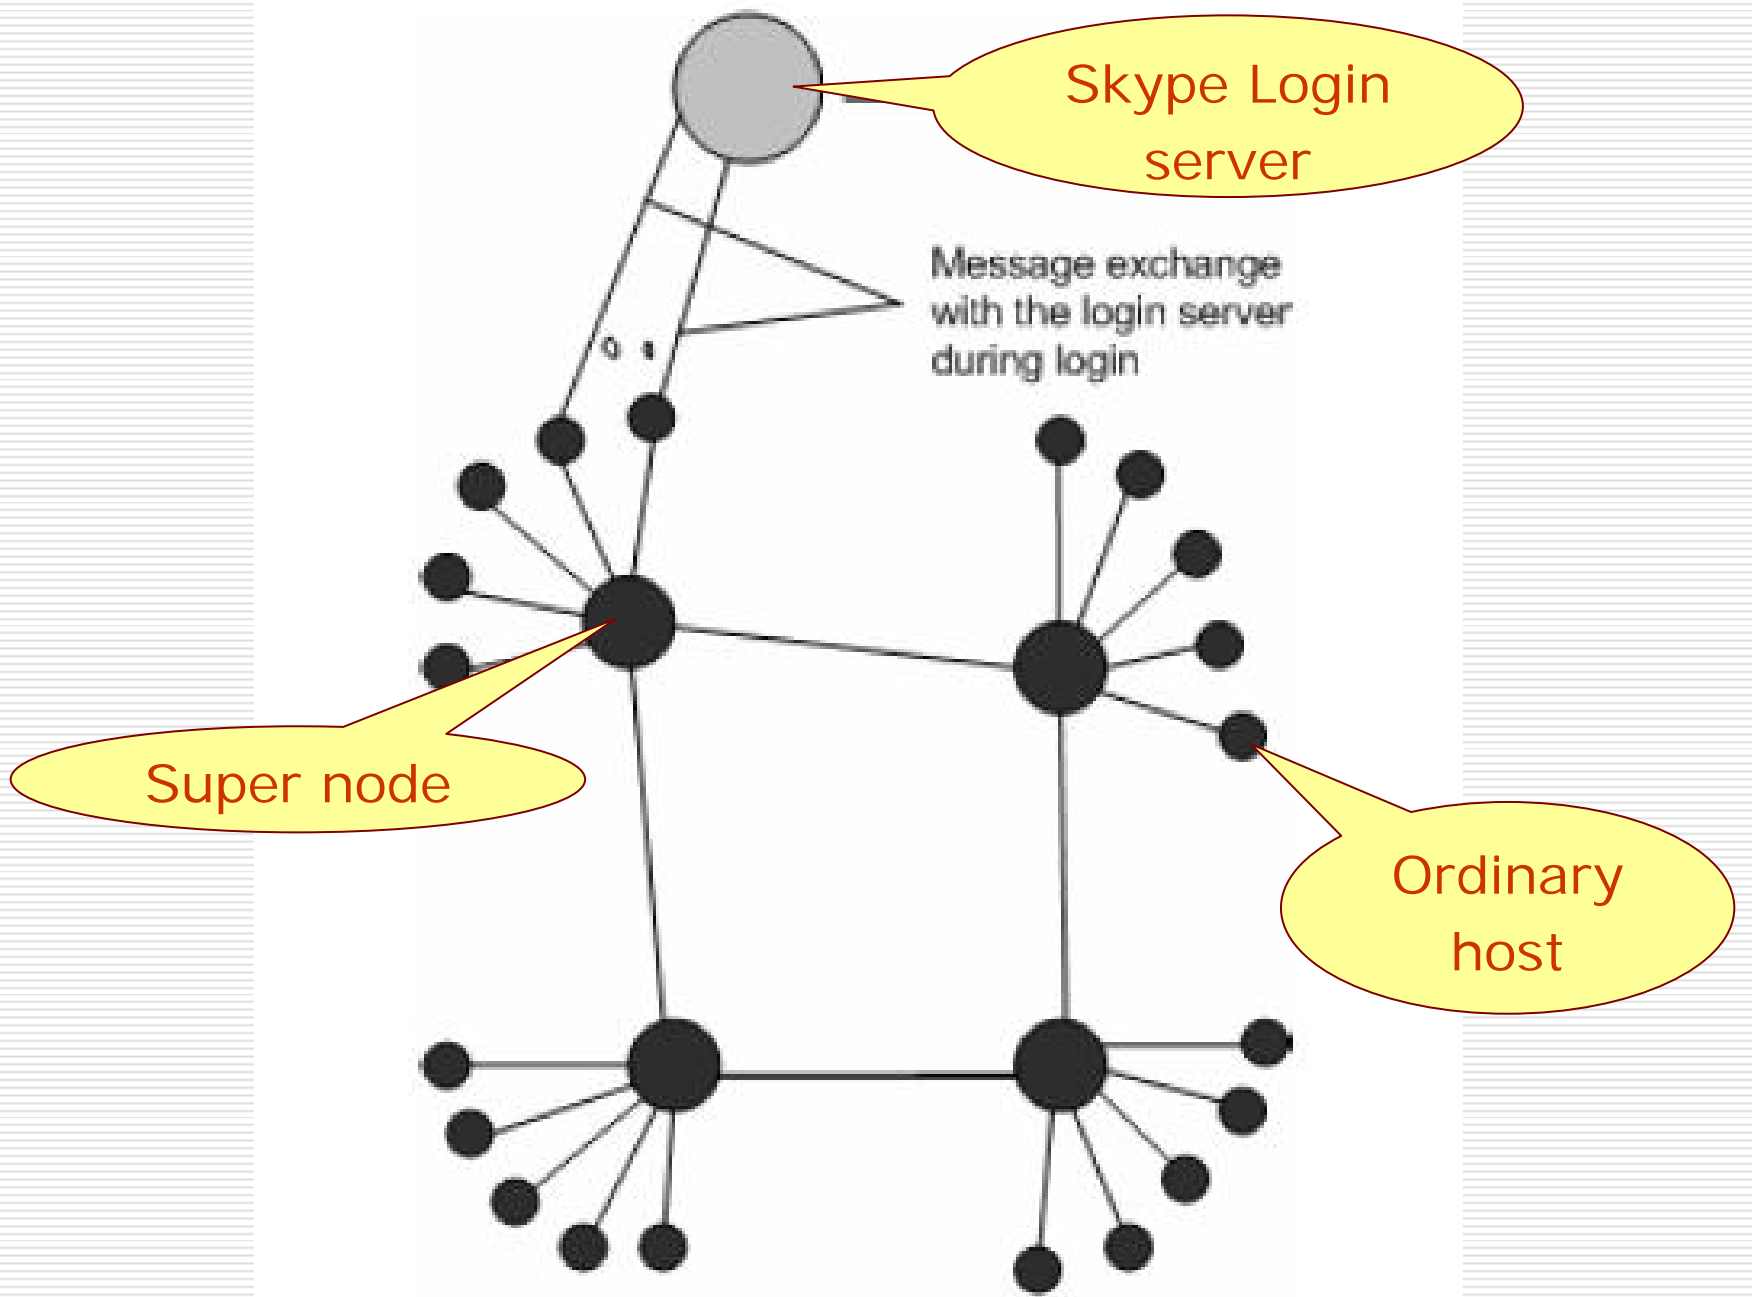 Skype Login
server
Message exchange
with the login server
during login
Super node
Ordinary
host